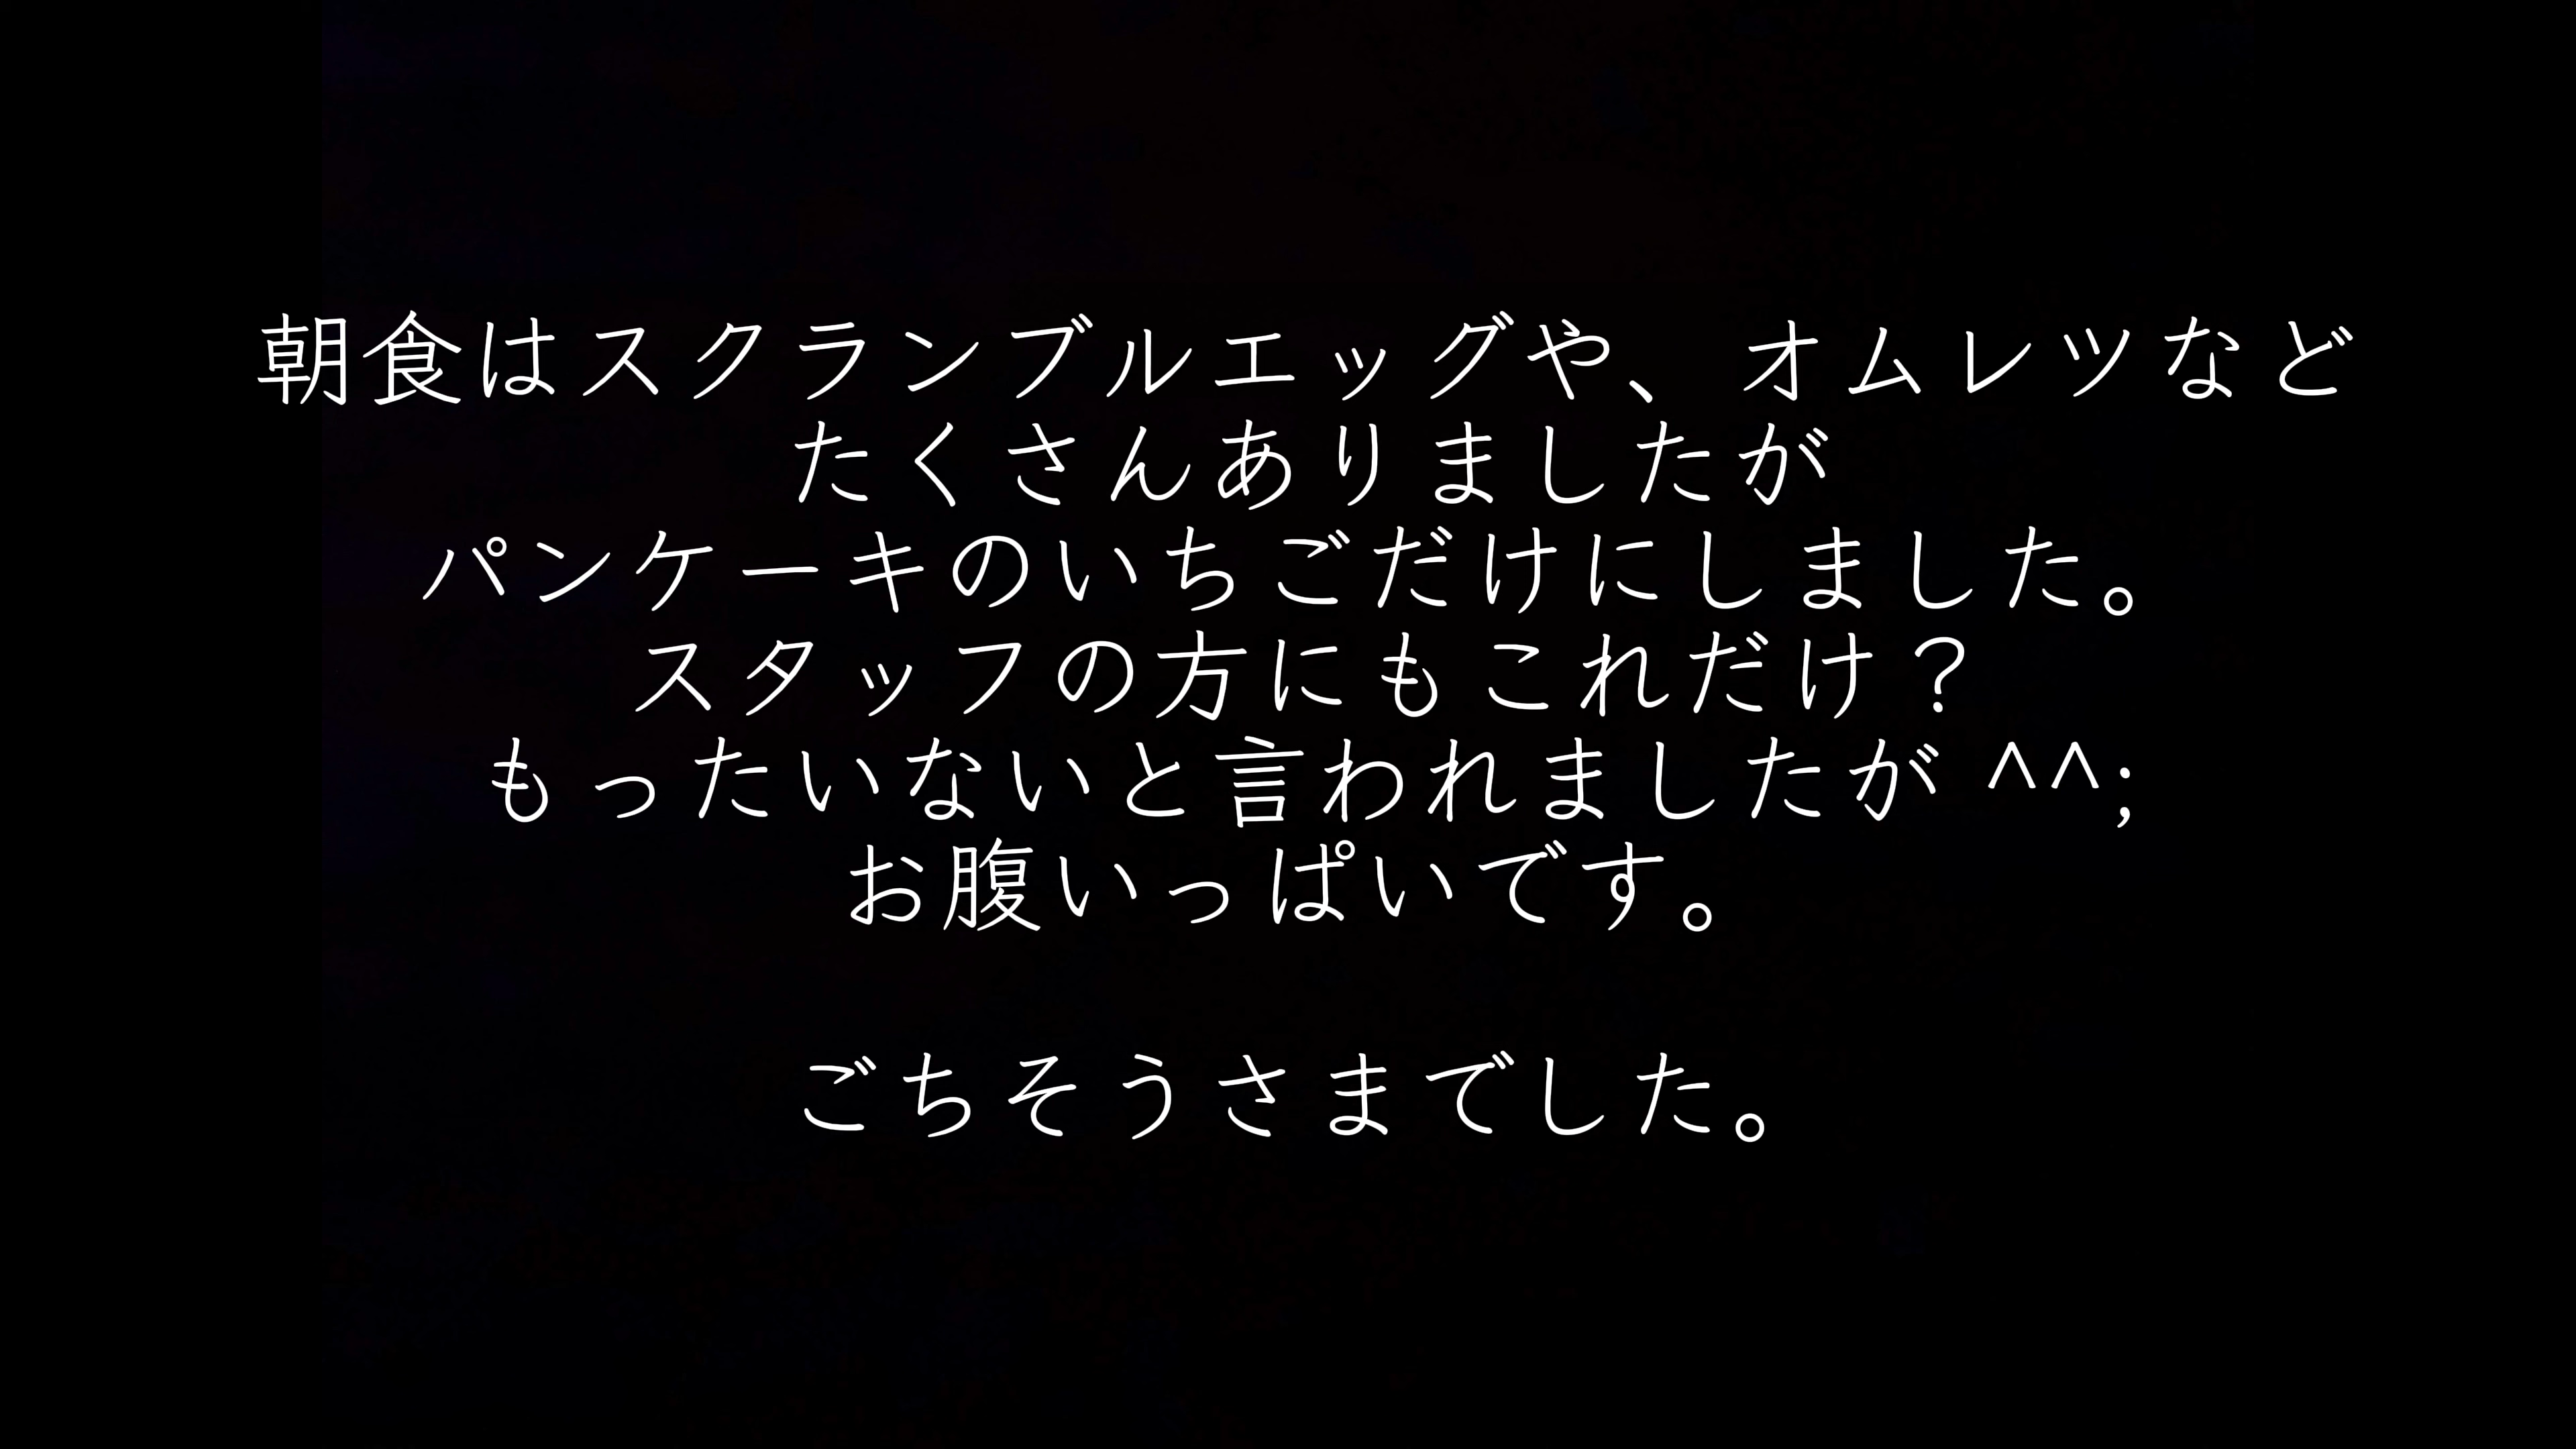 朝食はスクランブルエッグや、オムレツなど
たくさんありましたが
パンケーキのいちごだけにしました。
スタッフの方にもこれだけ？
もったいないと言われましたが ^^;
お腹いっぱいです。
ごちそうさまでした。